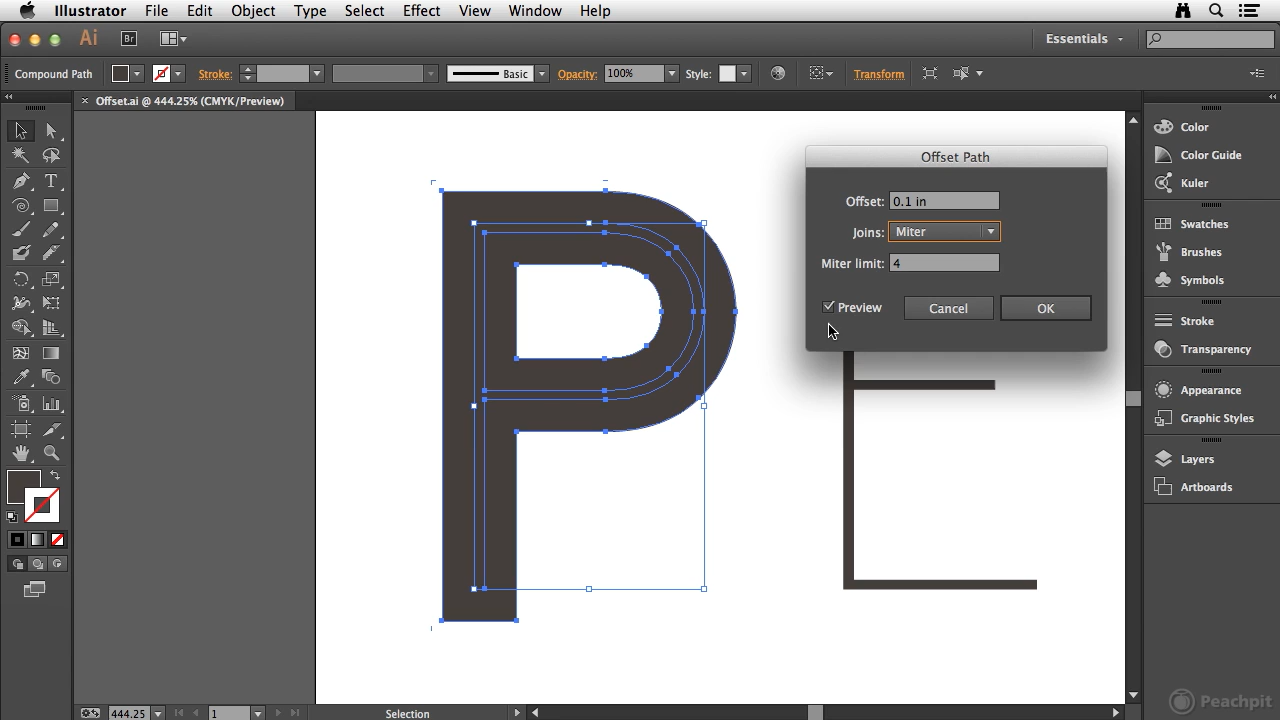 Illustrator File Edit Object Type Select Effect View Window Help
Ai Br Essentials
Compound Path Stroke: Basic Opacity: 100% Style: Transform
× Offset.ai @ 444.25% (CMYK/Preview)
P
E
Offset Path
Offset: 0.1 in
Joins: Miter
Miter limit: 4
Preview Cancel OK
Color
Color Guide
Kuler
Swatches
Brushes
Symbols
Stroke
Transparency
Appearance
Graphic Styles
Layers
Artboards
444.25 1 Selection
Peachpit